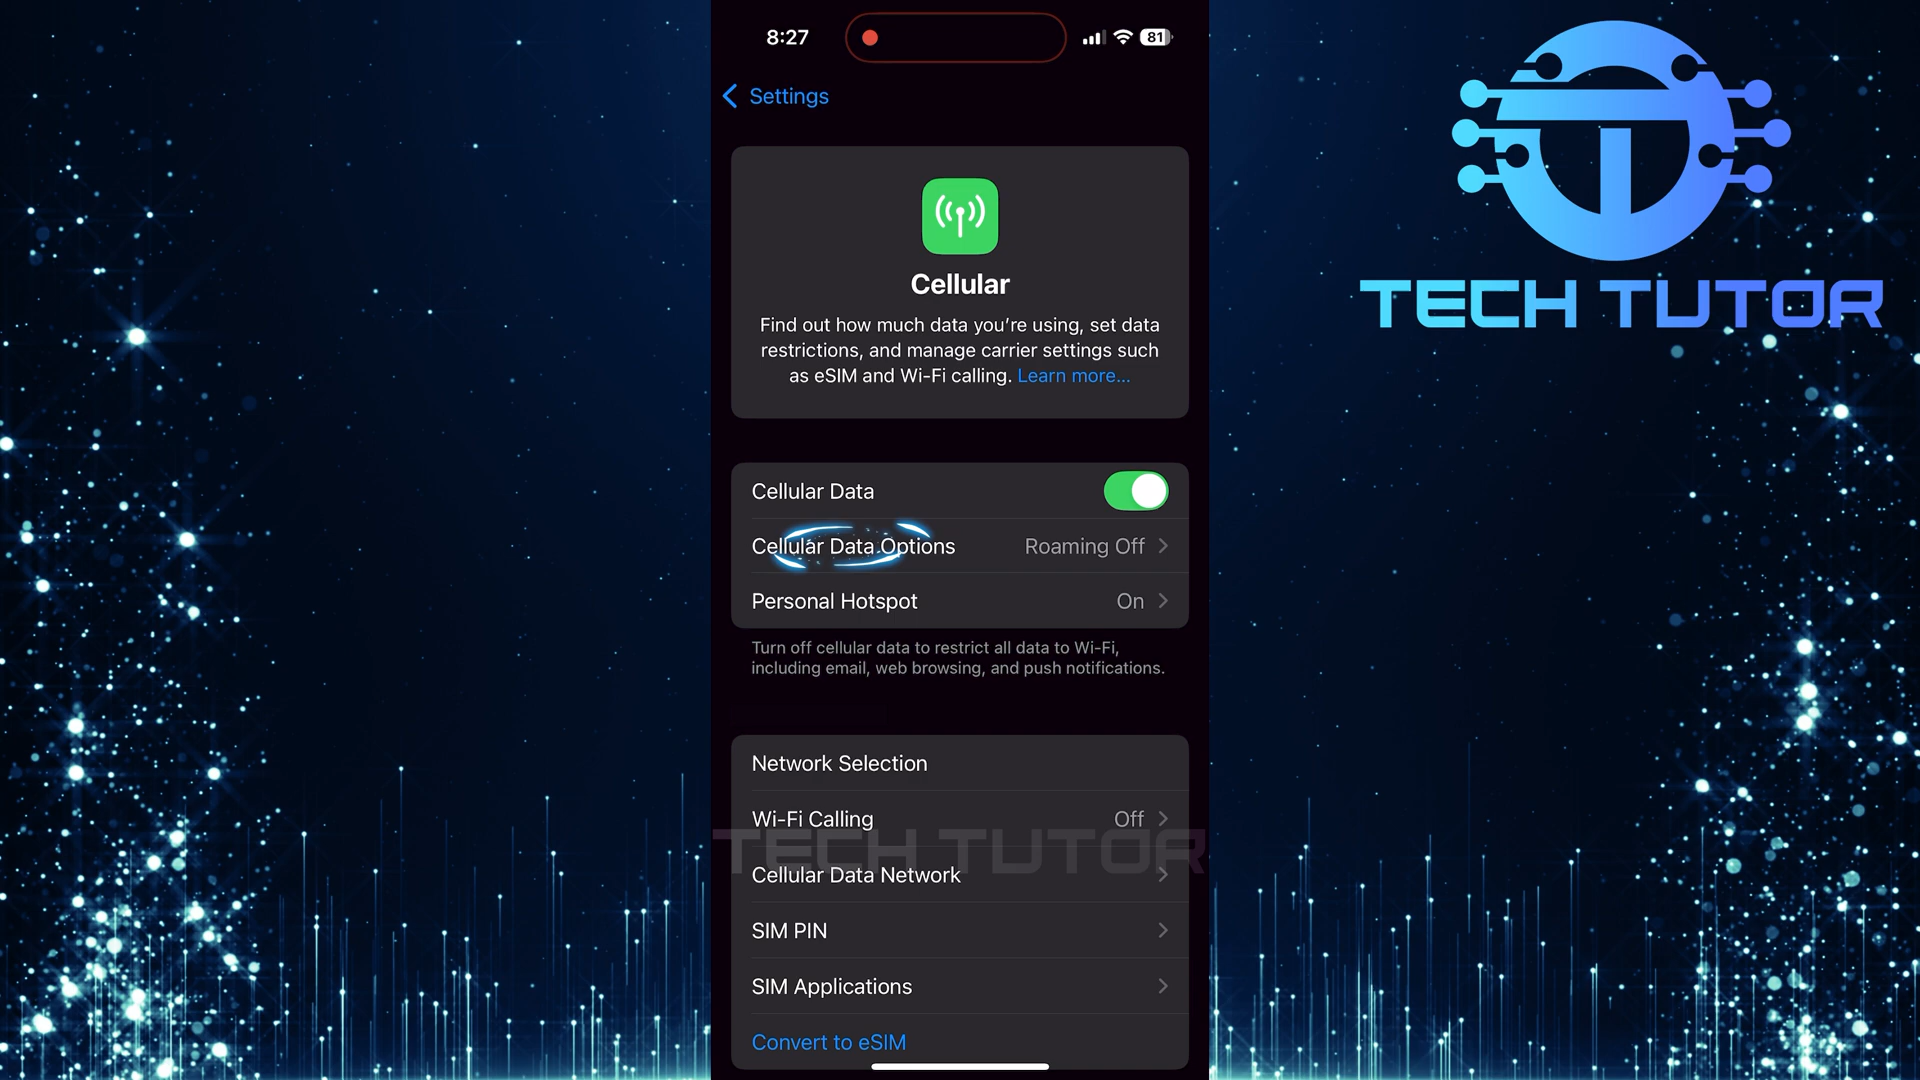 8:27
81
Settings
TECH TUTOR
Cellular
Find out how much data you're using, set data
restrictions, and manage carrier settings such
as eSIM and Wi-Fi calling. Learn more...
Cellular Data
Cellular Data Options Roaming Off
Personal Hotspot On
Turn off cellular data to restrict all data to Wi-Fi,
including email, web browsing, and push notifications.
Network Selection
Wi-Fi Calling Off
TECH TUTOR
Cellular Data Network
SIM PIN
SIM Applications
Convert to eSIM